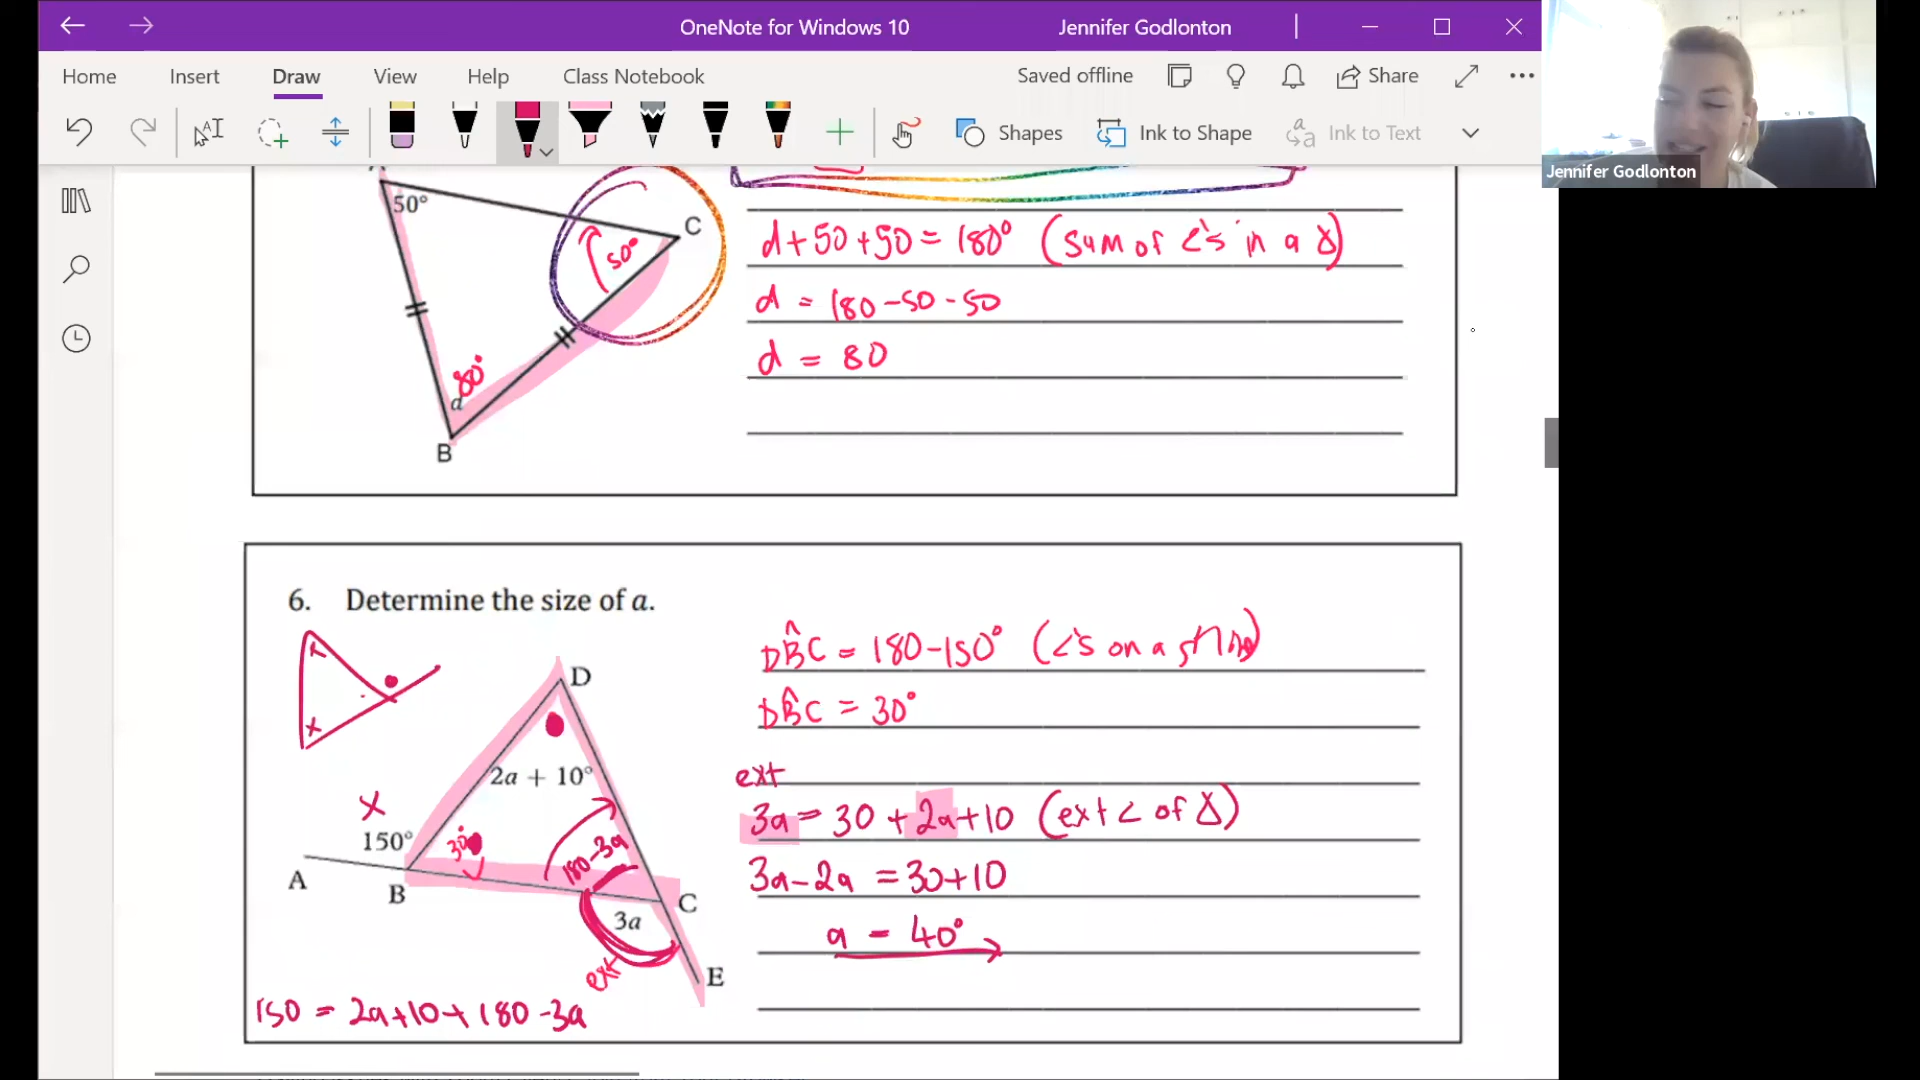 OneNote for Windows 10
Jennifer Godlonton
Home Insert Draw View Help Class Notebook
Saved offline
Share
Shapes
Ink to Shape
Ink to Text
Jennifer Godlonton
50°
C
50°
80°
a
B
d+50+50=180° (sum of <'s in a Δ)
d = 180-50-50
d = 80
6. Determine the size of a.
D
2a + 10°
x
x
150°
30°
180-3a
A
B
C
3a
ext
E
150 = 2a+10+180-3a
DB̂C = 180-150° (<'s on a
DB̂C = 30°
ext
3a = 30 + 2a+10 (ext < of Δ)
3a-2a = 30+10
a = 40°